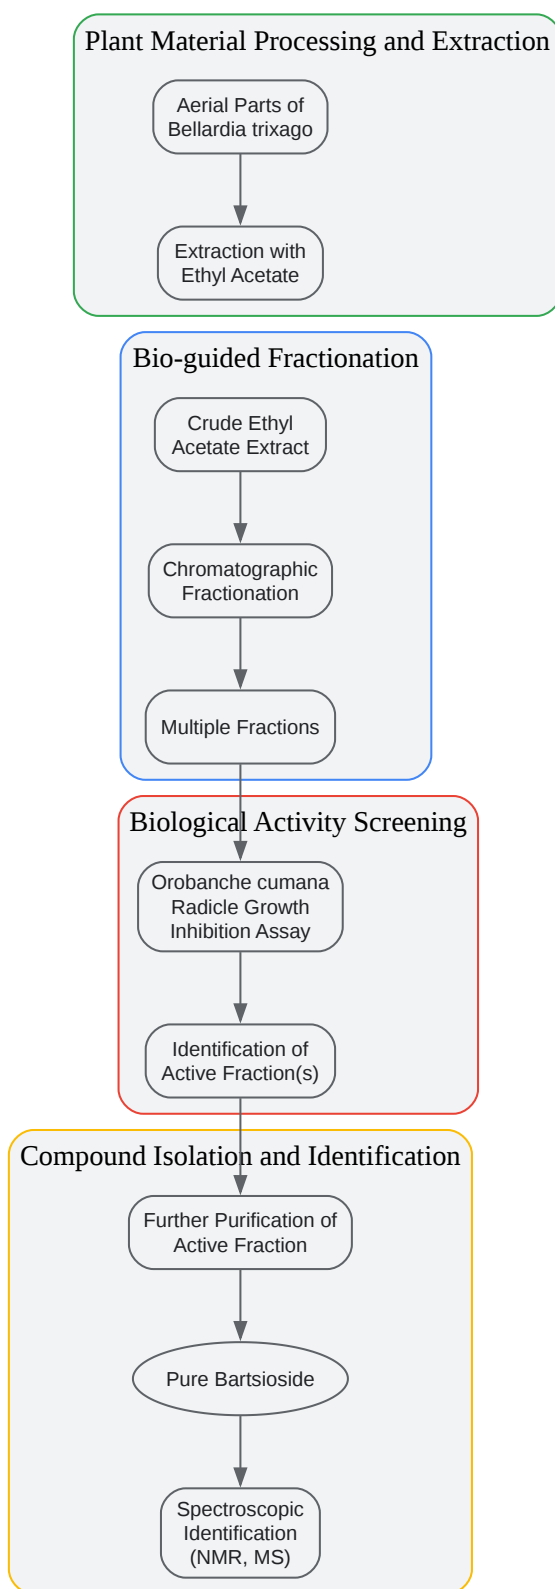 Plant Material Processing and Extraction
Aerial Parts of
Bellardia trixago
Extraction with
Ethyl Acetate
Bio-guided Fractionation
Crude Ethyl
Acetate Extract
Chromatographic
Fractionation
Multiple Fractions
Biological Activity Screening
Orobanche cumana
Radicle Growth
Inhibition Assay
Identification of
Active Fraction(s)
Compound Isolation and Identification
Further Purification of
Active Fraction
Pure Bartsioside
Spectroscopic
Identification
(NMR, MS)